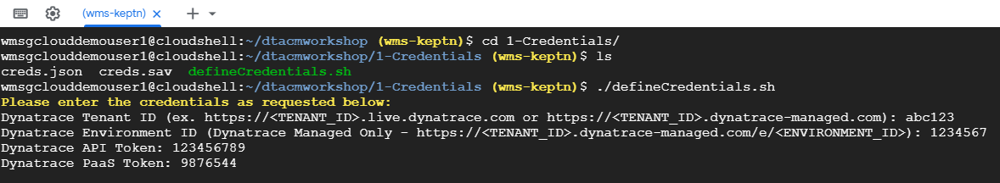 (wms-keptn) × + ▾
wmsgclouddemouser1@cloudshell:~/dtacmworkshop (wms-keptn)$ cd 1-Credentials/
wmsgclouddemouser1@cloudshell:~/dtacmworkshop/1-Credentials (wms-keptn)$ ls
creds.json  creds.sav  defineCredentials.sh
wmsgclouddemouser1@cloudshell:~/dtacmworkshop/1-Credentials (wms-keptn)$ ./defineCredentials.sh
Please enter the credentials as requested below:
Dynatrace Tenant ID (ex. https://<TENANT_ID>.live.dynatrace.com or https://<TENANT_ID>.dynatrace-managed.com): abc123
Dynatrace Environment ID (Dynatrace Managed Only - https://<TENANT_ID>.dynatrace-managed.com/e/<ENVIRONMENT_ID>): 1234567
Dynatrace API Token: 123456789
Dynatrace PaaS Token: 9876544